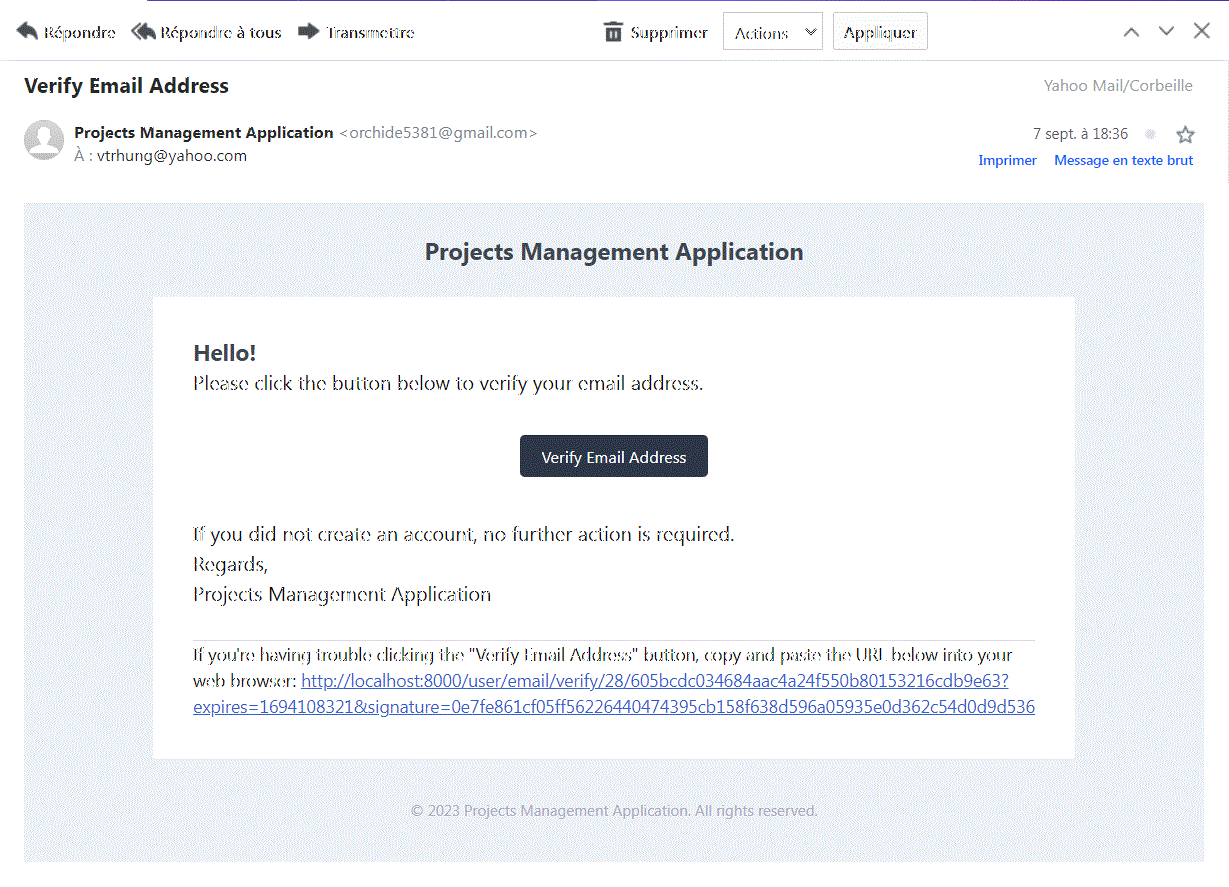 Répondre Répondre à tous Transmettre Supprimer Actions Appliquer
Verify Email Address Yahoo Mail/Corbeille
Projects Management Application <orchide5381@gmail.com> 7 sept. à 18:36
À : vtrhung@yahoo.com Imprimer Message en texte brut
Projects Management Application
Hello!
Please click the button below to verify your email address.
Verify Email Address
If you did not create an account, no further action is required.
Regards,
Projects Management Application
If you're having trouble clicking the "Verify Email Address" button, copy and paste the URL below into your
web browser: http://localhost:8000/user/email/verify/28/605bcdc034684aac4a24f550b80153216cdb9e63?
expires=1694108321&signature=0e7fe861cf05ff56226440474395cb158f638d596a05935e0d362c54d0d9d536
© 2023 Projects Management Application. All rights reserved.